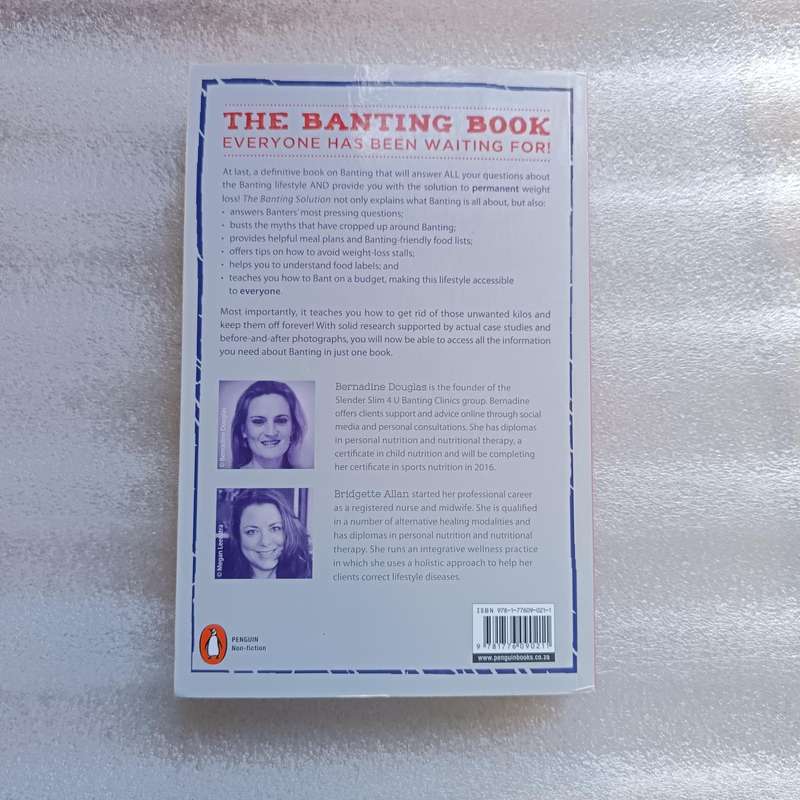 THE BANTING BOOK
EVERYONE HAS BEEN WAITING FOR!
At last, a definitive book on Banting that will answer ALL your questions about
the Banting lifestyle AND provide you with the solution to permanent weight
loss! The Banting Solution not only explains what Banting is all about, but also:
• answers Banters' most pressing questions;
• busts the myths that have cropped up around Banting;
• provides helpful meal plans and Banting-friendly food lists;
• offers tips on how to avoid weight-loss stalls;
• helps you to understand food labels; and
• teaches you how to Bant on a budget, making this lifestyle accessible
to everyone.
Most importantly, it teaches you how to get rid of those unwanted kilos and
keep them off forever! With solid research supported by actual case studies and
before-and-after photographs, you will now be able to access all the information
you need about Banting in just one book.
© Bernadine Douglas
Bernadine Douglas is the founder of the
Slender Slim 4 U Banting Clinics group. Bernadine
offers clients support and advice online through social
media and personal consultations. She has diplomas
in personal nutrition and nutritional therapy, a
certificate in child nutrition and will be completing
her certificate in sports nutrition in 2016.
© Megan
Bridgette Allan started her professional career
as a registered nurse and midwife. She is qualified
in a number of alternative healing modalities and
has diplomas in personal nutrition and nutritional
therapy. She runs an integrative wellness practice
in which she uses a holistic approach to help her
clients correct lifestyle diseases.
PENGUIN
Non-fiction
ISBN 978-1-77609-021-1
9 781776 090211
www.penguinbooks.co.za